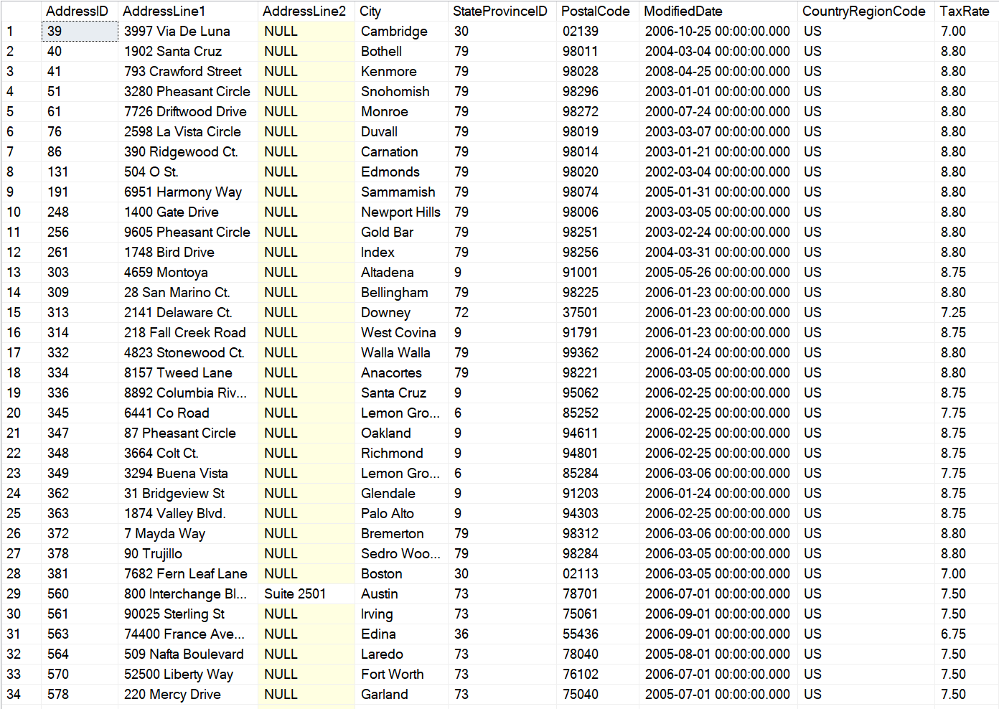 AddressID AddressLine1 AddressLine2 City StateProvinceID PostalCode ModifiedDate CountryRegionCode TaxRate
1 39 3997 Via De Luna NULL Cambridge 30 02139 2006-10-25 00:00:00.000 US 7.00
2 40 1902 Santa Cruz NULL Bothell 79 98011 2004-03-04 00:00:00.000 US 8.80
3 41 793 Crawford Street NULL Kenmore 79 98028 2008-04-25 00:00:00.000 US 8.80
4 51 3280 Pheasant Circle NULL Snohomish 79 98296 2003-01-01 00:00:00.000 US 8.80
5 61 7726 Driftwood Drive NULL Monroe 79 98272 2000-07-24 00:00:00.000 US 8.80
6 76 2598 La Vista Circle NULL Duvall 79 98019 2003-03-07 00:00:00.000 US 8.80
7 86 390 Ridgewood Ct. NULL Carnation 79 98014 2003-01-21 00:00:00.000 US 8.80
8 131 504 O St. NULL Edmonds 79 98020 2002-03-04 00:00:00.000 US 8.80
9 191 6951 Harmony Way NULL Sammamish 79 98074 2005-01-31 00:00:00.000 US 8.80
10 248 1400 Gate Drive NULL Newport Hills 79 98006 2003-03-05 00:00:00.000 US 8.80
11 256 9605 Pheasant Circle NULL Gold Bar 79 98251 2003-02-24 00:00:00.000 US 8.80
12 261 1748 Bird Drive NULL Index 79 98256 2004-03-31 00:00:00.000 US 8.80
13 303 4659 Montoya NULL Altadena 9 91001 2005-05-26 00:00:00.000 US 8.75
14 309 28 San Marino Ct. NULL Bellingham 79 98225 2006-01-23 00:00:00.000 US 8.80
15 313 2141 Delaware Ct. NULL Downey 72 37501 2006-01-23 00:00:00.000 US 7.25
16 314 218 Fall Creek Road NULL West Covina 9 91791 2006-01-23 00:00:00.000 US 8.75
17 332 4823 Stonewood Ct. NULL Walla Walla 79 99362 2006-01-24 00:00:00.000 US 8.80
18 334 8157 Tweed Lane NULL Anacortes 79 98221 2006-03-05 00:00:00.000 US 8.80
19 336 8892 Columbia Riv... NULL Santa Cruz 9 95062 2006-02-25 00:00:00.000 US 8.75
20 345 6441 Co Road NULL Lemon Gro... 6 85252 2006-02-25 00:00:00.000 US 7.75
21 347 87 Pheasant Circle NULL Oakland 9 94611 2006-02-25 00:00:00.000 US 8.75
22 348 3664 Colt Ct. NULL Richmond 9 94801 2006-02-25 00:00:00.000 US 8.75
23 349 3294 Buena Vista NULL Lemon Gro... 6 85284 2006-03-06 00:00:00.000 US 7.75
24 362 31 Bridgeview St NULL Glendale 9 91203 2006-01-24 00:00:00.000 US 8.75
25 363 1874 Valley Blvd. NULL Palo Alto 9 94303 2006-02-25 00:00:00.000 US 8.75
26 372 7 Mayda Way NULL Bremerton 79 98312 2006-03-06 00:00:00.000 US 8.80
27 378 90 Trujillo NULL Sedro Woo... 79 98284 2006-03-05 00:00:00.000 US 8.80
28 381 7682 Fern Leaf Lane NULL Boston 30 02113 2006-03-05 00:00:00.000 US 7.00
29 560 800 Interchange Bl... Suite 2501 Austin 73 78701 2006-07-01 00:00:00.000 US 7.50
30 561 90025 Sterling St NULL Irving 73 75061 2006-09-01 00:00:00.000 US 7.50
31 563 74400 France Ave... NULL Edina 36 55436 2006-09-01 00:00:00.000 US 6.75
32 564 509 Nafta Boulevard NULL Laredo 73 78040 2005-08-01 00:00:00.000 US 7.50
33 570 52500 Liberty Way NULL Fort Worth 73 76102 2006-07-01 00:00:00.000 US 7.50
34 578 220 Mercy Drive NULL Garland 73 75040 2005-07-01 00:00:00.000 US 7.50